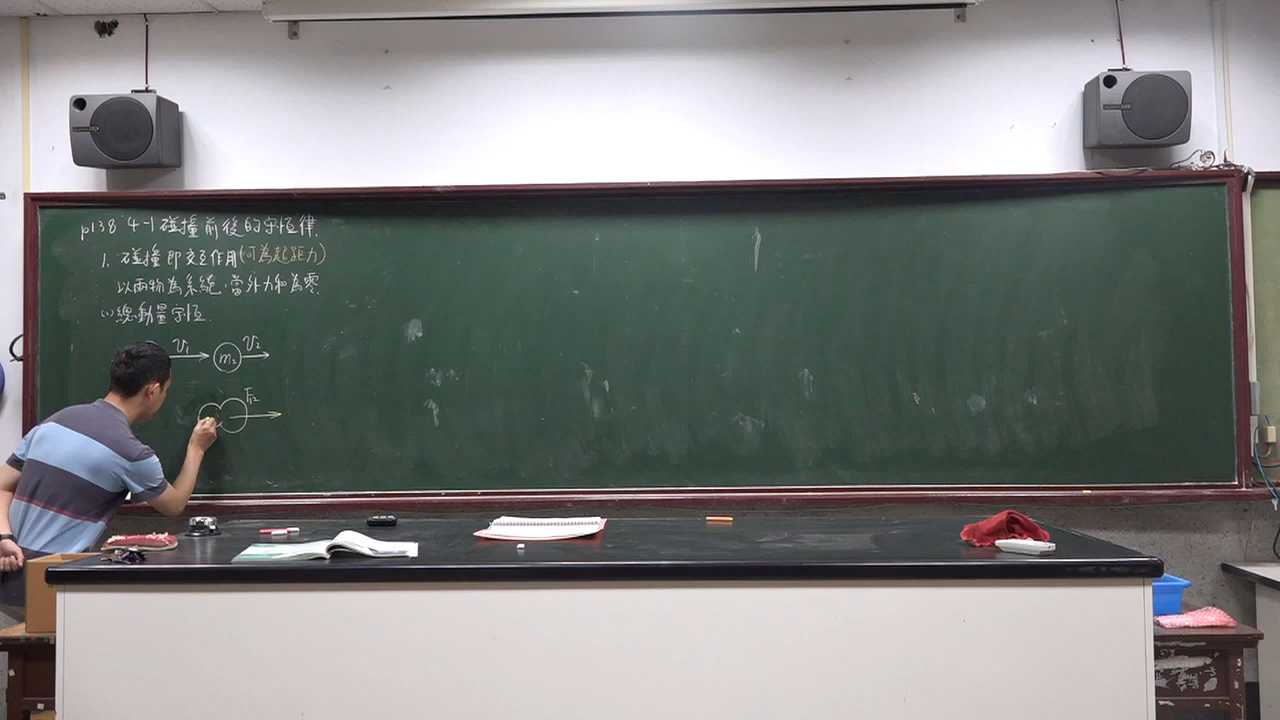 p138 4-1 碰撞前後的守恆律
1. 碰撞即交互作用(可為超距力)
以兩物為系統,當外力和為零
(1) 總動量守恆
V1 m2 V2
F12